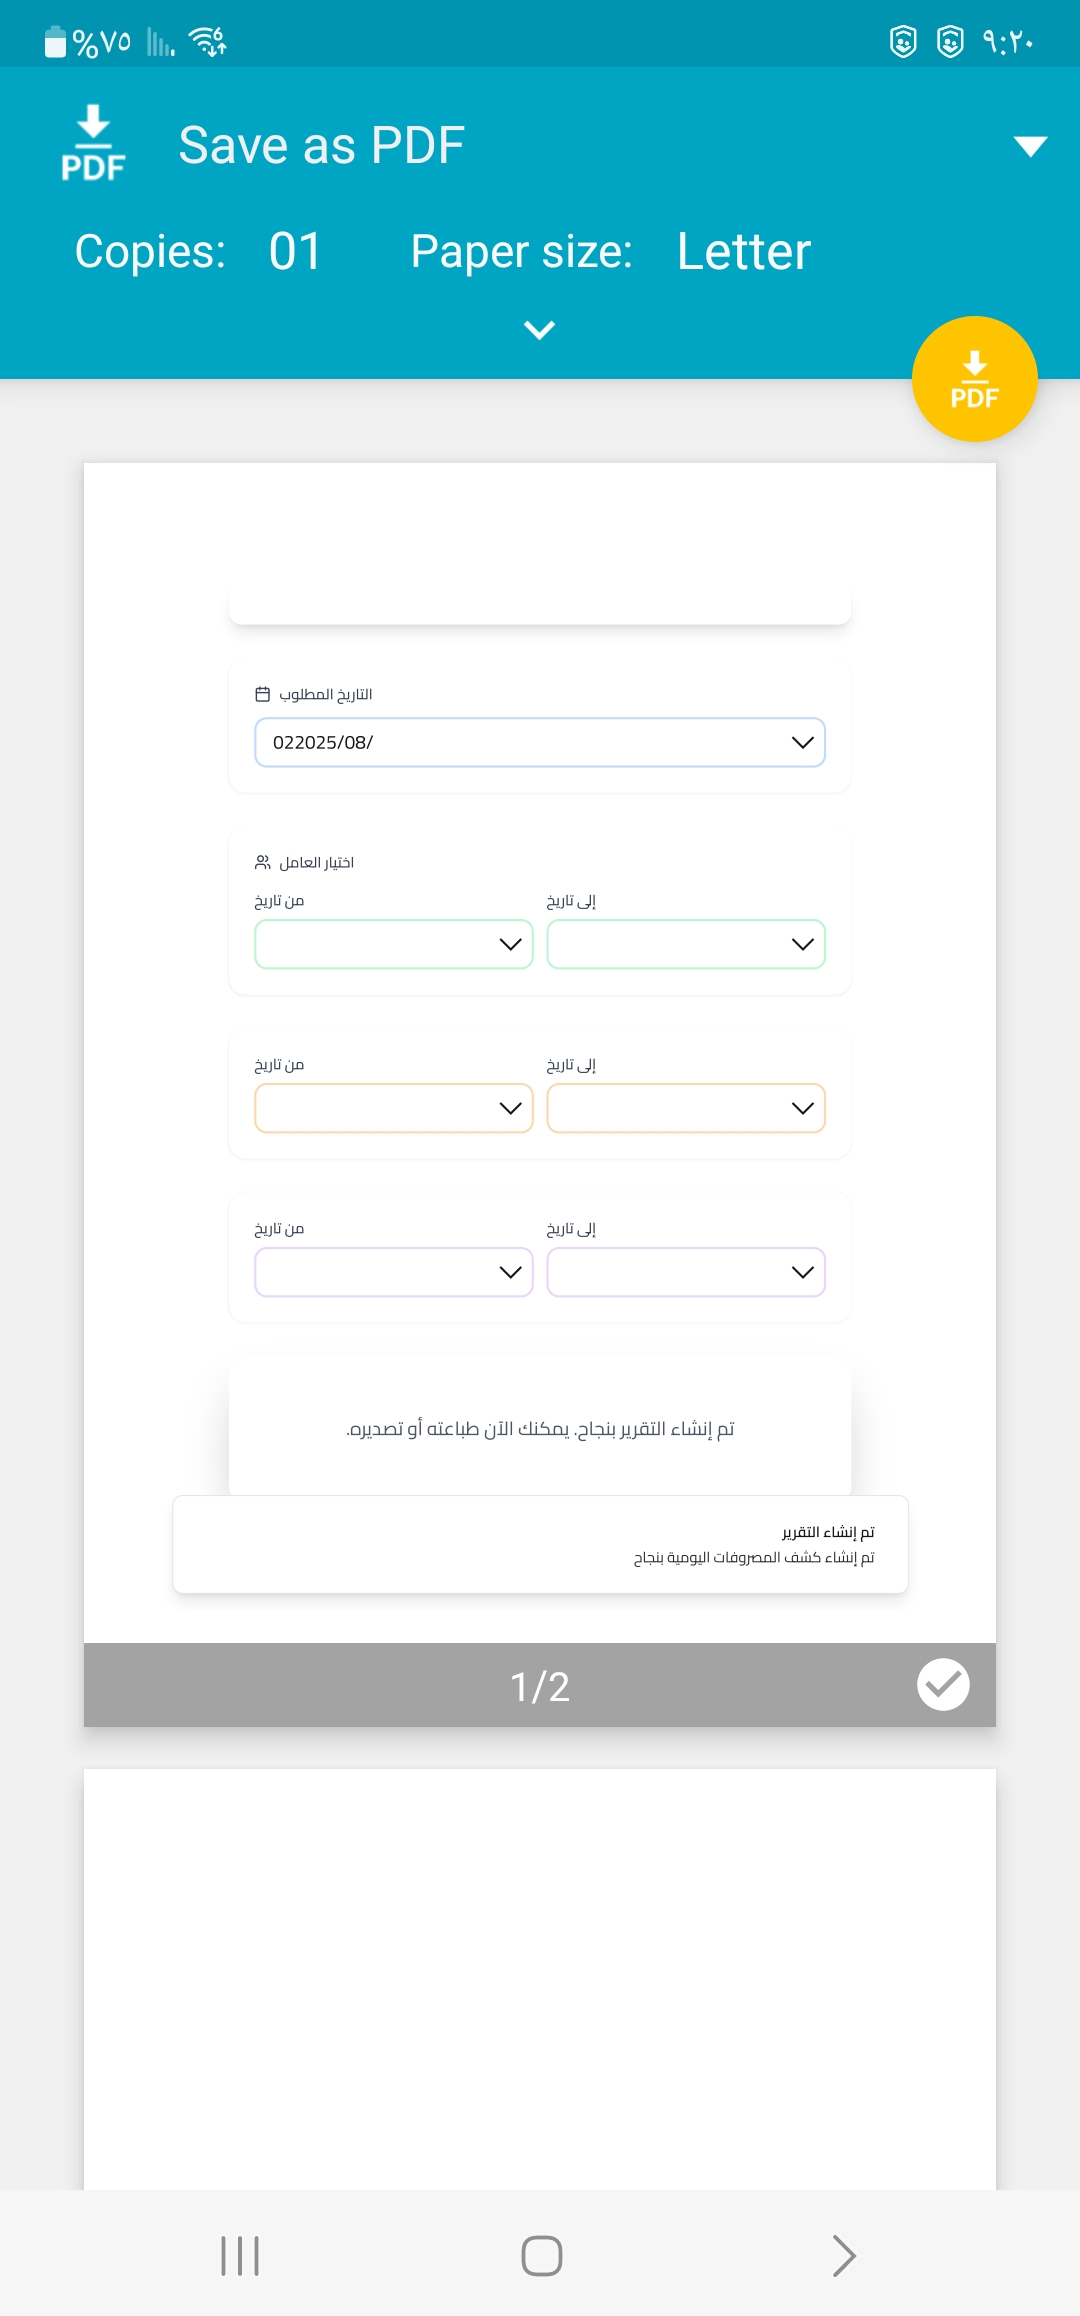 %٧٥
6
٩:٢٠
PDF
Save as PDF
Copies: 01 Paper size: Letter
PDF
التاريخ المطلوب
022025/08/
اختيار العامل
من تاريخ إلى تاريخ
من تاريخ إلى تاريخ
من تاريخ إلى تاريخ
تم إنشاء التقرير بنجاح. يمكنك الآن طباعته أو تصديره.
تم إنشاء التقرير
تم إنشاء كشف المصروفات اليومية بنجاح
1/2